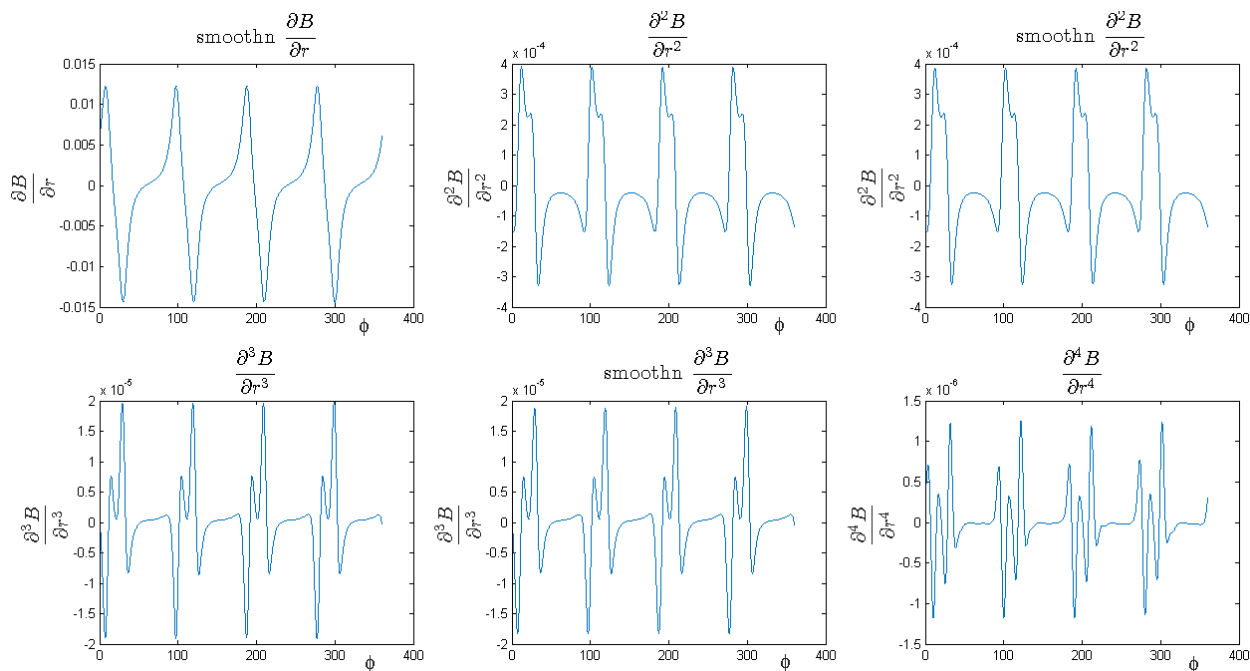 smoothn ∂B/∂r
∂B/∂r
0.015
0.01
0.005
0
-0.005
-0.01
-0.015
0 100 200 300 400
ϕ
∂²B/∂r²
x 10⁻⁴
∂²B/∂r²
4
3
2
1
0
-1
-2
-3
-4
0 100 200 300 400
ϕ
smoothn ∂²B/∂r²
x 10⁻⁴
∂²B/∂r²
4
3
2
1
0
-1
-2
-3
-4
0 100 200 300 400
ϕ
∂³B/∂r³
x 10⁻⁵
∂³B/∂r³
2
1.5
1
0.5
0
-0.5
-1
-1.5
-2
0 100 200 300 400
ϕ
smoothn ∂³B/∂r³
x 10⁻⁵
∂³B/∂r³
2
1.5
1
0.5
0
-0.5
-1
-1.5
-2
0 100 200 300 400
ϕ
∂⁴B/∂r⁴
x 10⁻⁶
∂⁴B/∂r⁴
1.5
1
0.5
0
-0.5
-1
-1.5
0 100 200 300 400
ϕ